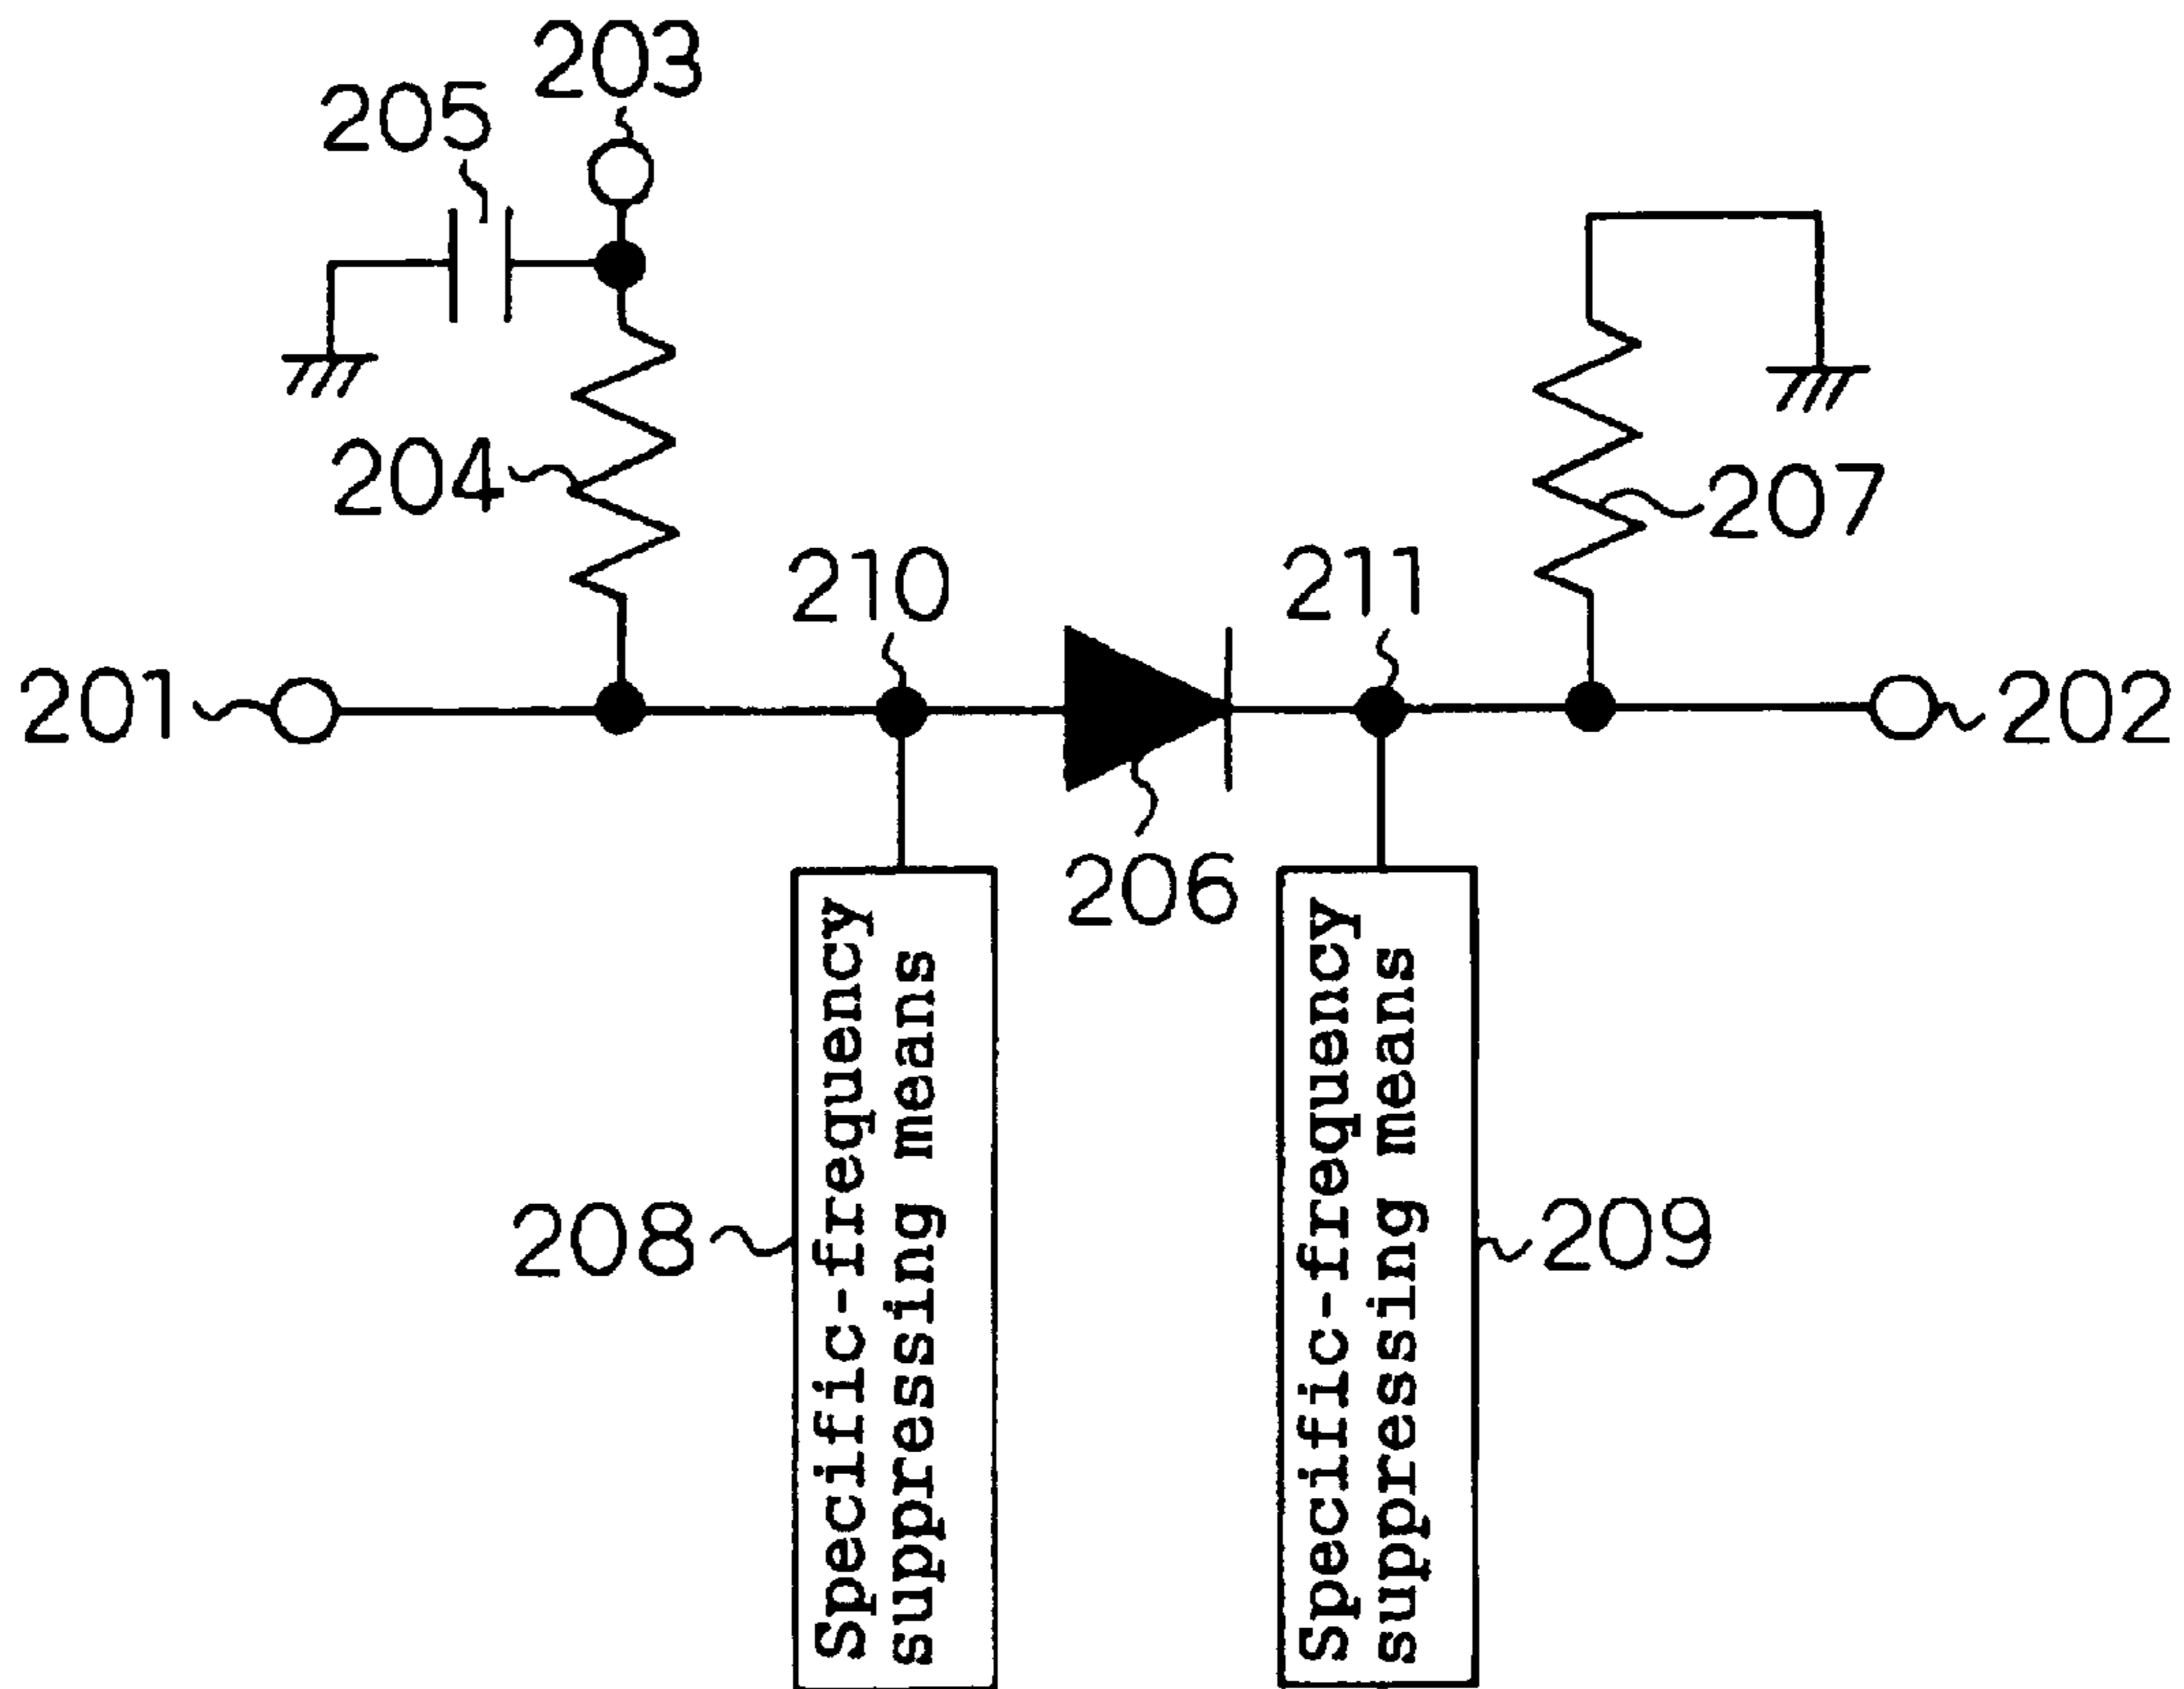 203
205
204
207
210
211
201
202
206
Specific-frequency
suppressing means
Specific-frequency
suppressing means
208
209